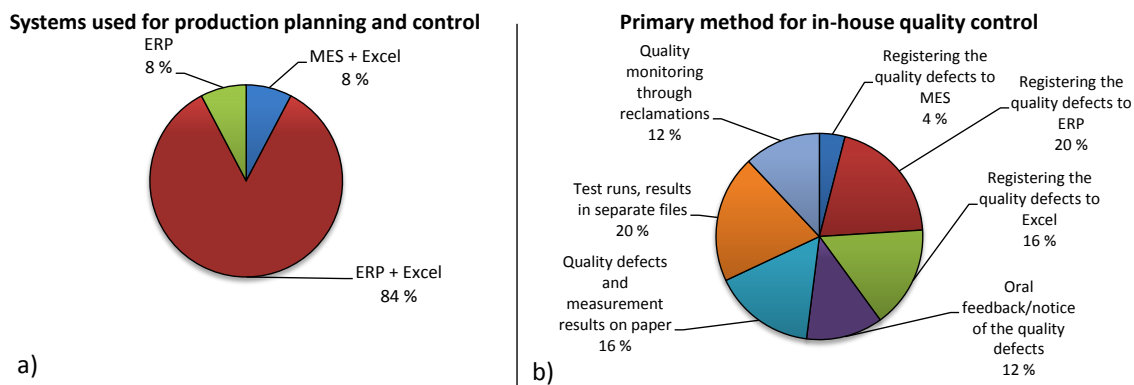 Systems used for production planning and control
ERP
8 %
MES + Excel
8 %
ERP + Excel
84 %
a)
Primary method for in-house quality control
Quality
monitoring
through
reclamations
12 %
Registering the
quality defects to
MES
4 %
Registering the
quality defects to
ERP
20 %
Registering the
quality defects to
Excel
16 %
Oral
feedback/notice
of the quality
defects
12 %
Quality defects
and
measurement
results on paper
16 %
Test runs, results
in separate files
20 %
b)